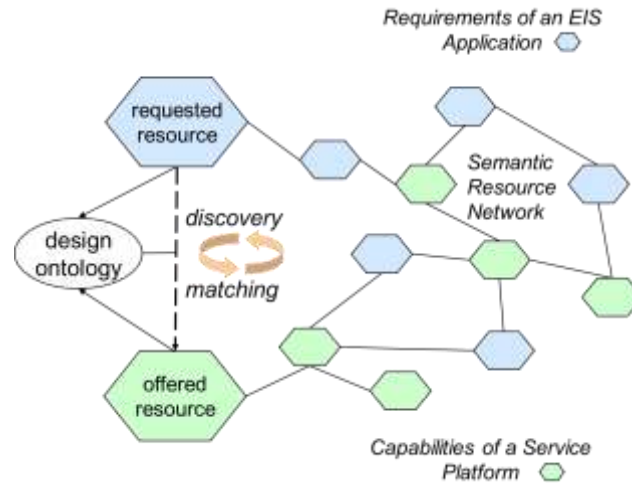 Requirements of an EIS
Application
requested
resource
Semantic
Resource
Network
discovery
design
ontology
matching
offered
resource
Capabilities of a Service
Platform